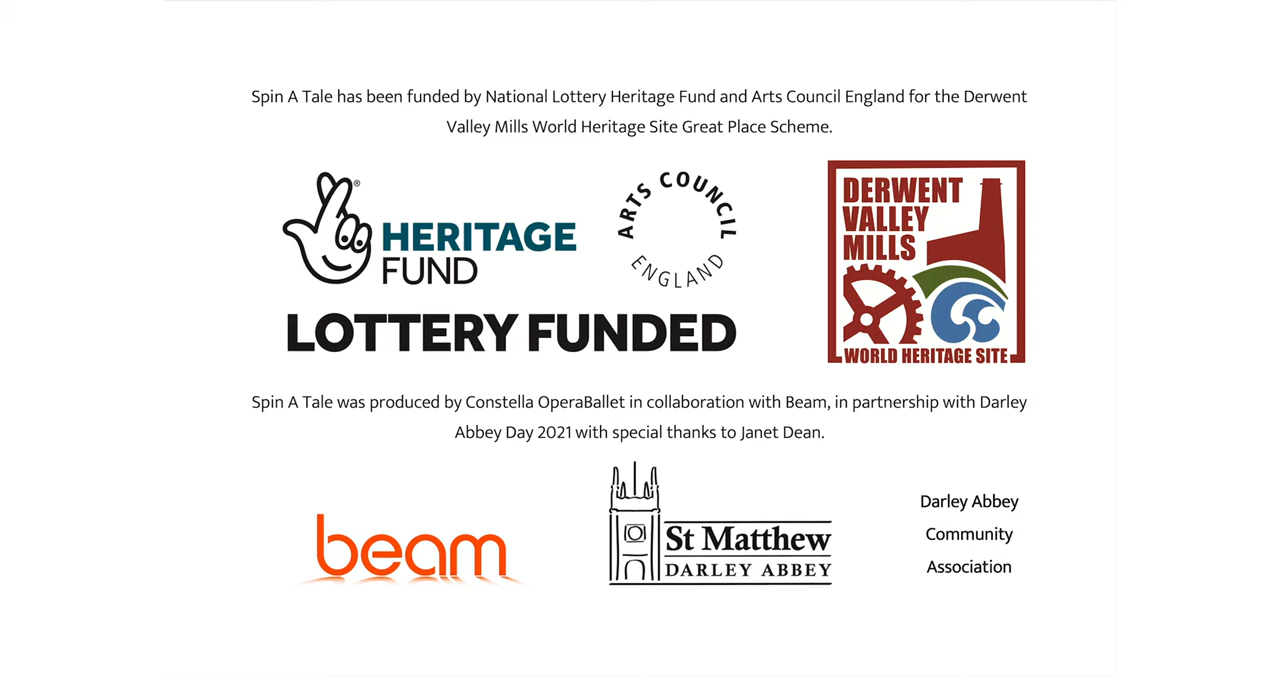 Spin A Tale has been funded by National Lottery Heritage Fund and Arts Council England for the Derwent
Valley Mills World Heritage Site Great Place Scheme.
®
HERITAGE
FUND
LOTTERY FUNDED
ARTS COUNCIL
ENGLAND
DERWENT
VALLEY
MILLS
WORLD HERITAGE SITE
Spin A Tale was produced by Constella OperaBallet in collaboration with Beam, in partnership with Darley
Abbey Day 2021 with special thanks to Janet Dean.
beam
St Matthew
DARLEY ABBEY
Darley Abbey
Community
Association